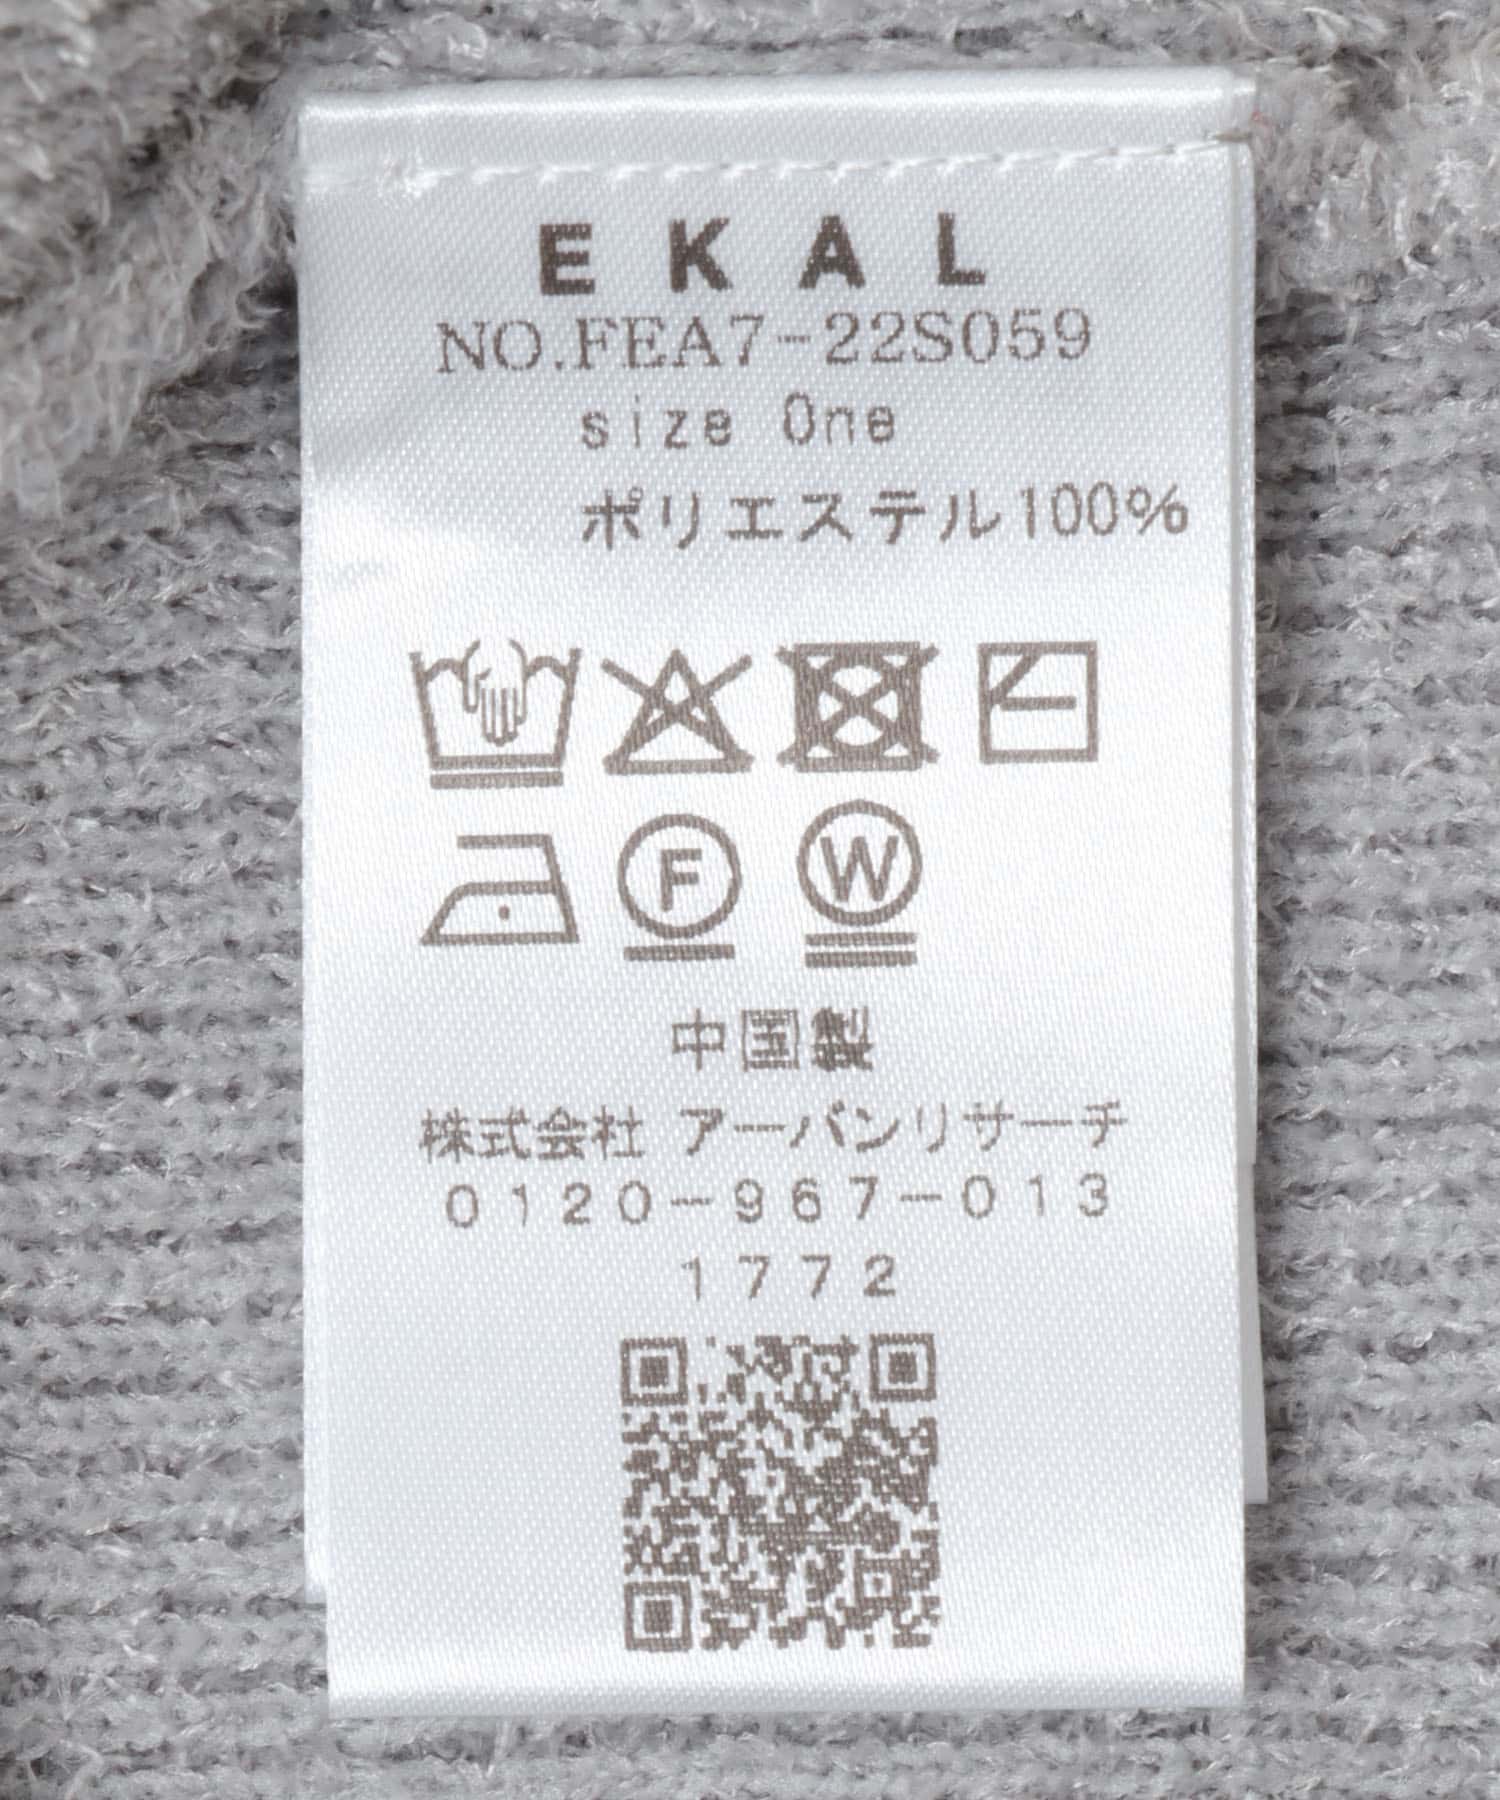 EKAL
NO.FEA7-22S059
size One
ポリエステル100%
F W
中国製
株式会社 アーバンリサーチ
0120-967-013
1772